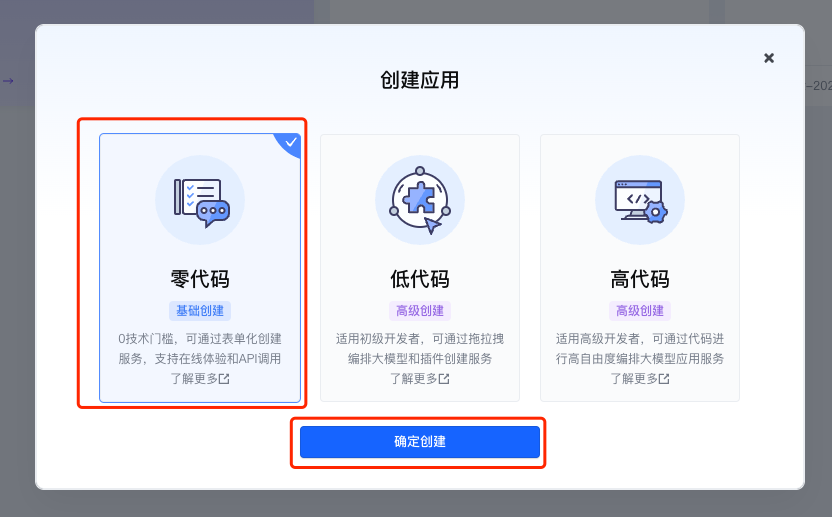 创建应用
零代码
基础创建
0技术门槛，可通过表单化创建
服务，支持在线体验和API调用
了解更多
低代码
高级创建
适用初级开发者，可通过拖拉拽
编排大模型和插件创建服务
了解更多
高代码
高级创建
适用高级开发者，可通过代码进
行高自由度编排大模型应用服务
了解更多
确定创建